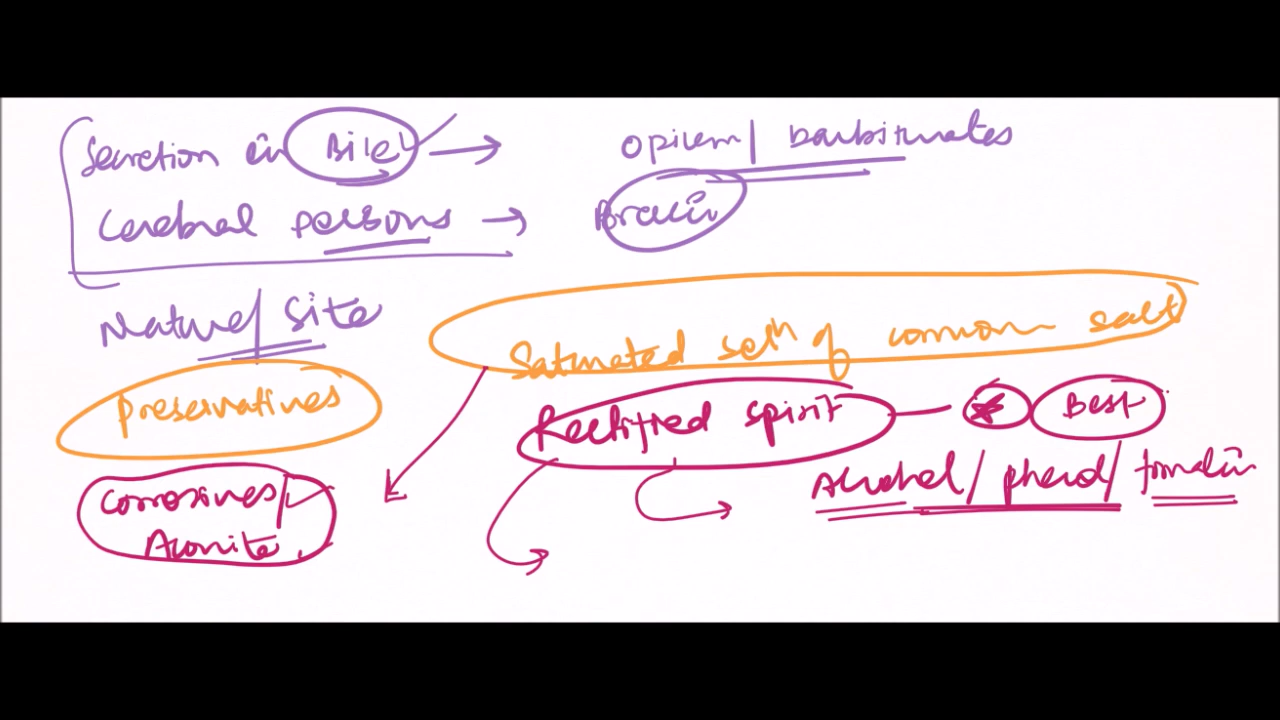 Secretion in Bile → opium/ barbiturates
Cerebral persons → Brain
Nature/ Site
Saturated solⁿ of common salt
preservatives
Rectified spirit — * Best
Alcohol/ phenol/ formalin
Corrosives/
Aconite